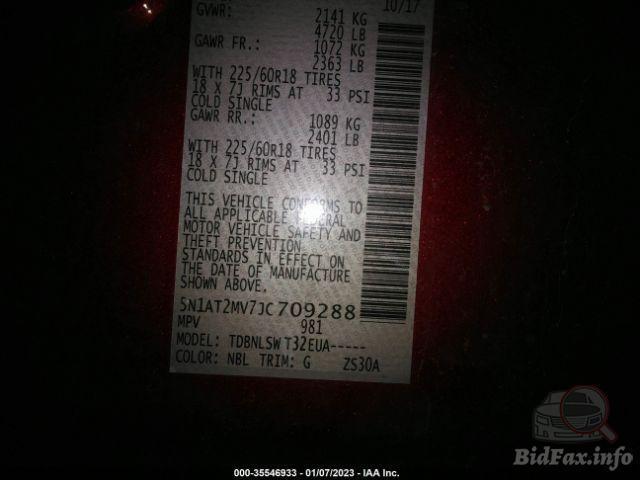 10/17
GVWR: 2141 KG
4720 LB
GAWR FR.: 1072 KG
2363 LB
WITH 225/60R18 TIRES
18 X 7J RIMS AT 33 PSI
COLD SINGLE
GAWR RR.: 1089 KG
2401 LB
WITH 225/60R18 TIRES
18 X 7J RIMS AT 33 PSI
COLD SINGLE
THIS VEHICLE CONFORMS TO
ALL APPLICABLE FEDERAL
MOTOR VEHICLE SAFETY AND
THEFT PREVENTION
STANDARDS IN EFFECT ON
THE DATE OF MANUFACTURE
SHOWN ABOVE.
5N1AT2MV7JC709288
MPV 981
MODEL: TDBNLSW T32EUA-----
COLOR: NBL TRIM: G ZS30A
BidFax.info
000-35546933 - 01/07/2023 - IAA Inc.